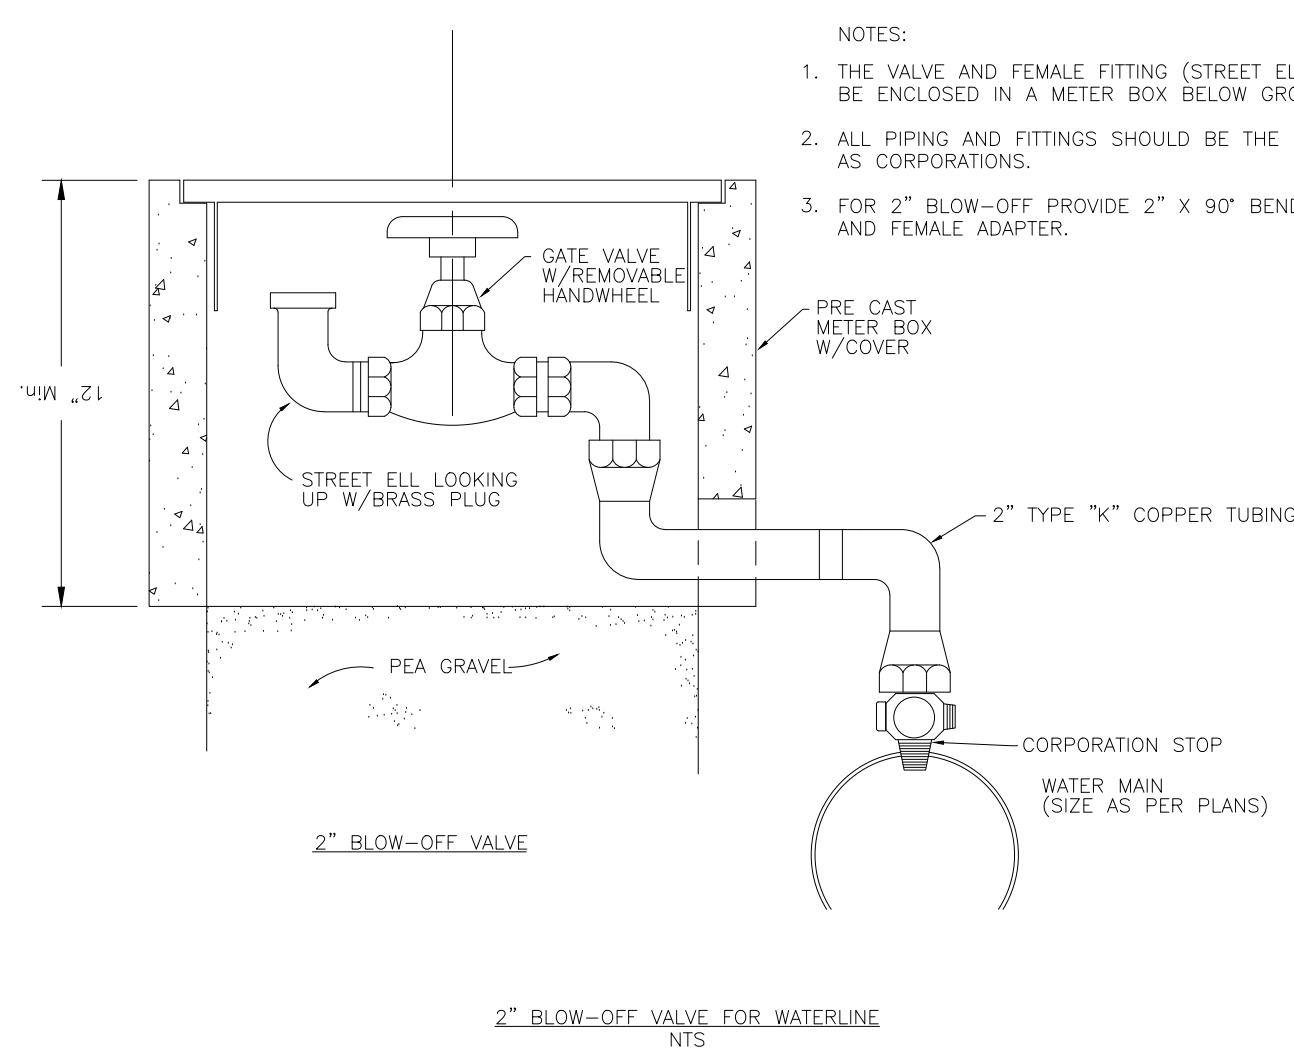 NOTES:
1. THE VALVE AND FEMALE FITTING (STREET EL
BE ENCLOSED IN A METER BOX BELOW GRO
2. ALL PIPING AND FITTINGS SHOULD BE THE
AS CORPORATIONS.
3. FOR 2" BLOW-OFF PROVIDE 2" X 90° BEND
AND FEMALE ADAPTER.
GATE VALVE
W/REMOVABLE
HANDWHEEL
PRE CAST
METER BOX
W/COVER
12" Min.
STREET ELL LOOKING
UP W/BRASS PLUG
2" TYPE "K" COPPER TUBING
PEA GRAVEL
CORPORATION STOP
WATER MAIN
(SIZE AS PER PLANS)
2" BLOW-OFF VALVE
2" BLOW-OFF VALVE FOR WATERLINE
NTS